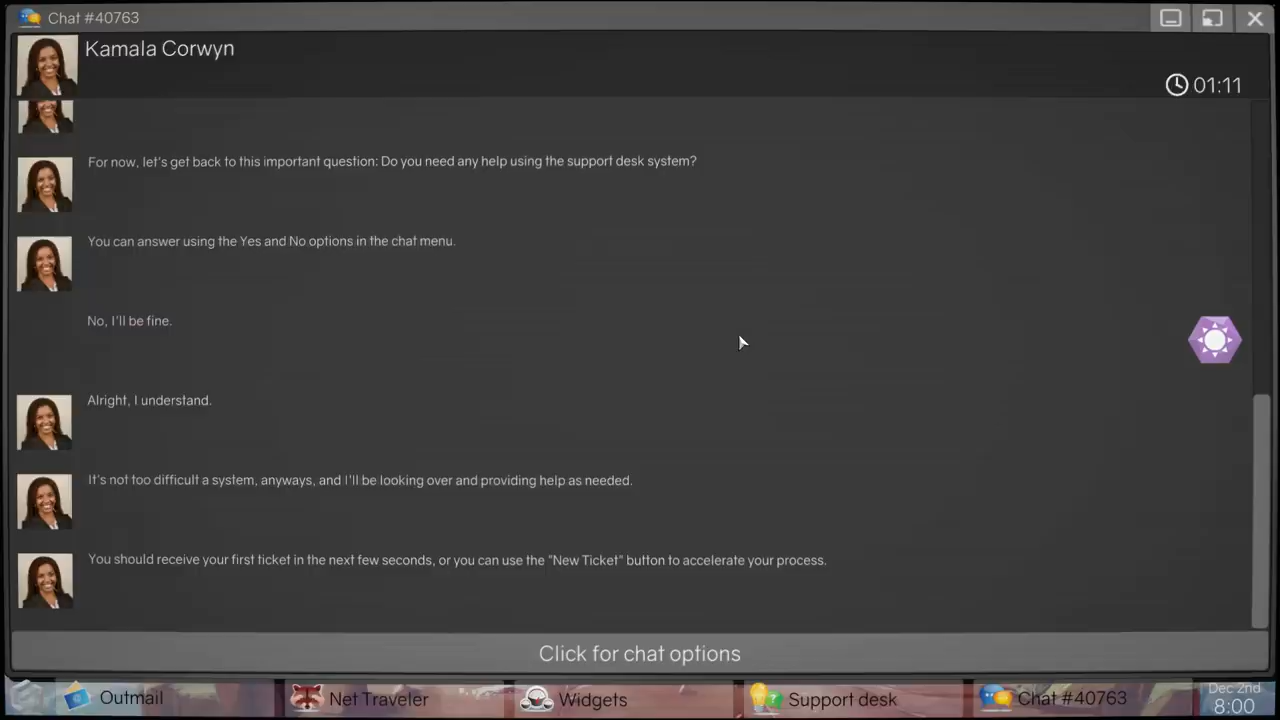 Chat #40763
Kamala Corwyn
01:11
For now, let's get back to this important question: Do you need any help using the support desk system?
You can answer using the Yes and No options in the chat menu.
No, I'll be fine.
Alright, I understand.
It's not too difficult a system, anyways, and I'll be looking over and providing help as needed.
You should receive your first ticket in the next few seconds, or you can use the "New Ticket" button to accelerate your process.
Click for chat options
Outmail
Net Traveler
Widgets
Support desk
Chat #40763
Dec 2nd
8:00